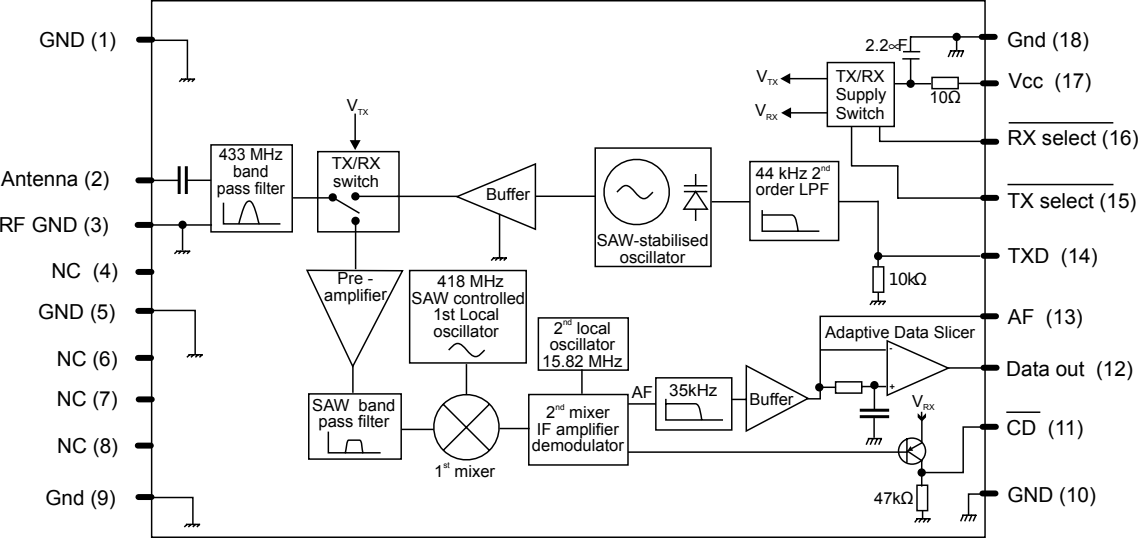 GND (1)
Antenna (2)
RF GND (3)
NC (4)
GND (5)
NC (6)
NC (7)
NC (8)
Gnd (9)
433 MHz
band
pass filter
VTX
TX/RX
switch
Buffer
SAW-stabilised
oscillator
44 kHz 2nd
order LPF
10kΩ
VTX
VRX
TX/RX
Supply
Switch
2.2∝F
10Ω
Pre -
amplifier
418 MHz
SAW controlled
1st Local
oscillator
SAW band
pass filter
1st mixer
2nd local
oscillator
15.82 MHz
2nd mixer
IF amplifier
demodulator
AF
35kHz
Buffer
Adaptive Data Slicer
-
+
VRX
47kΩ
Gnd (18)
Vcc (17)
RX select (16)
TX select (15)
TXD (14)
AF (13)
Data out (12)
CD (11)
GND (10)